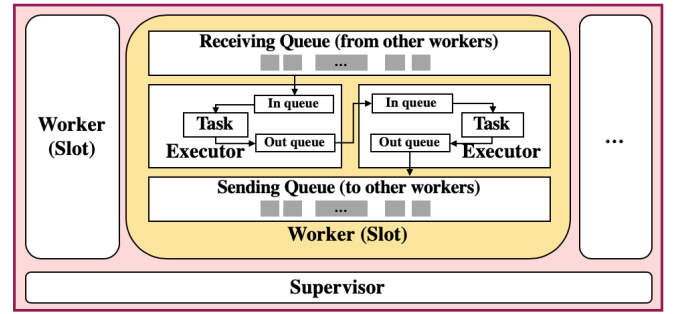 Worker
(Slot)
Receiving Queue (from other workers)
...
In queue
Task
Out queue
Executor
In queue
Task
Out queue
Executor
Sending Queue (to other workers)
...
Worker (Slot)
...
Supervisor